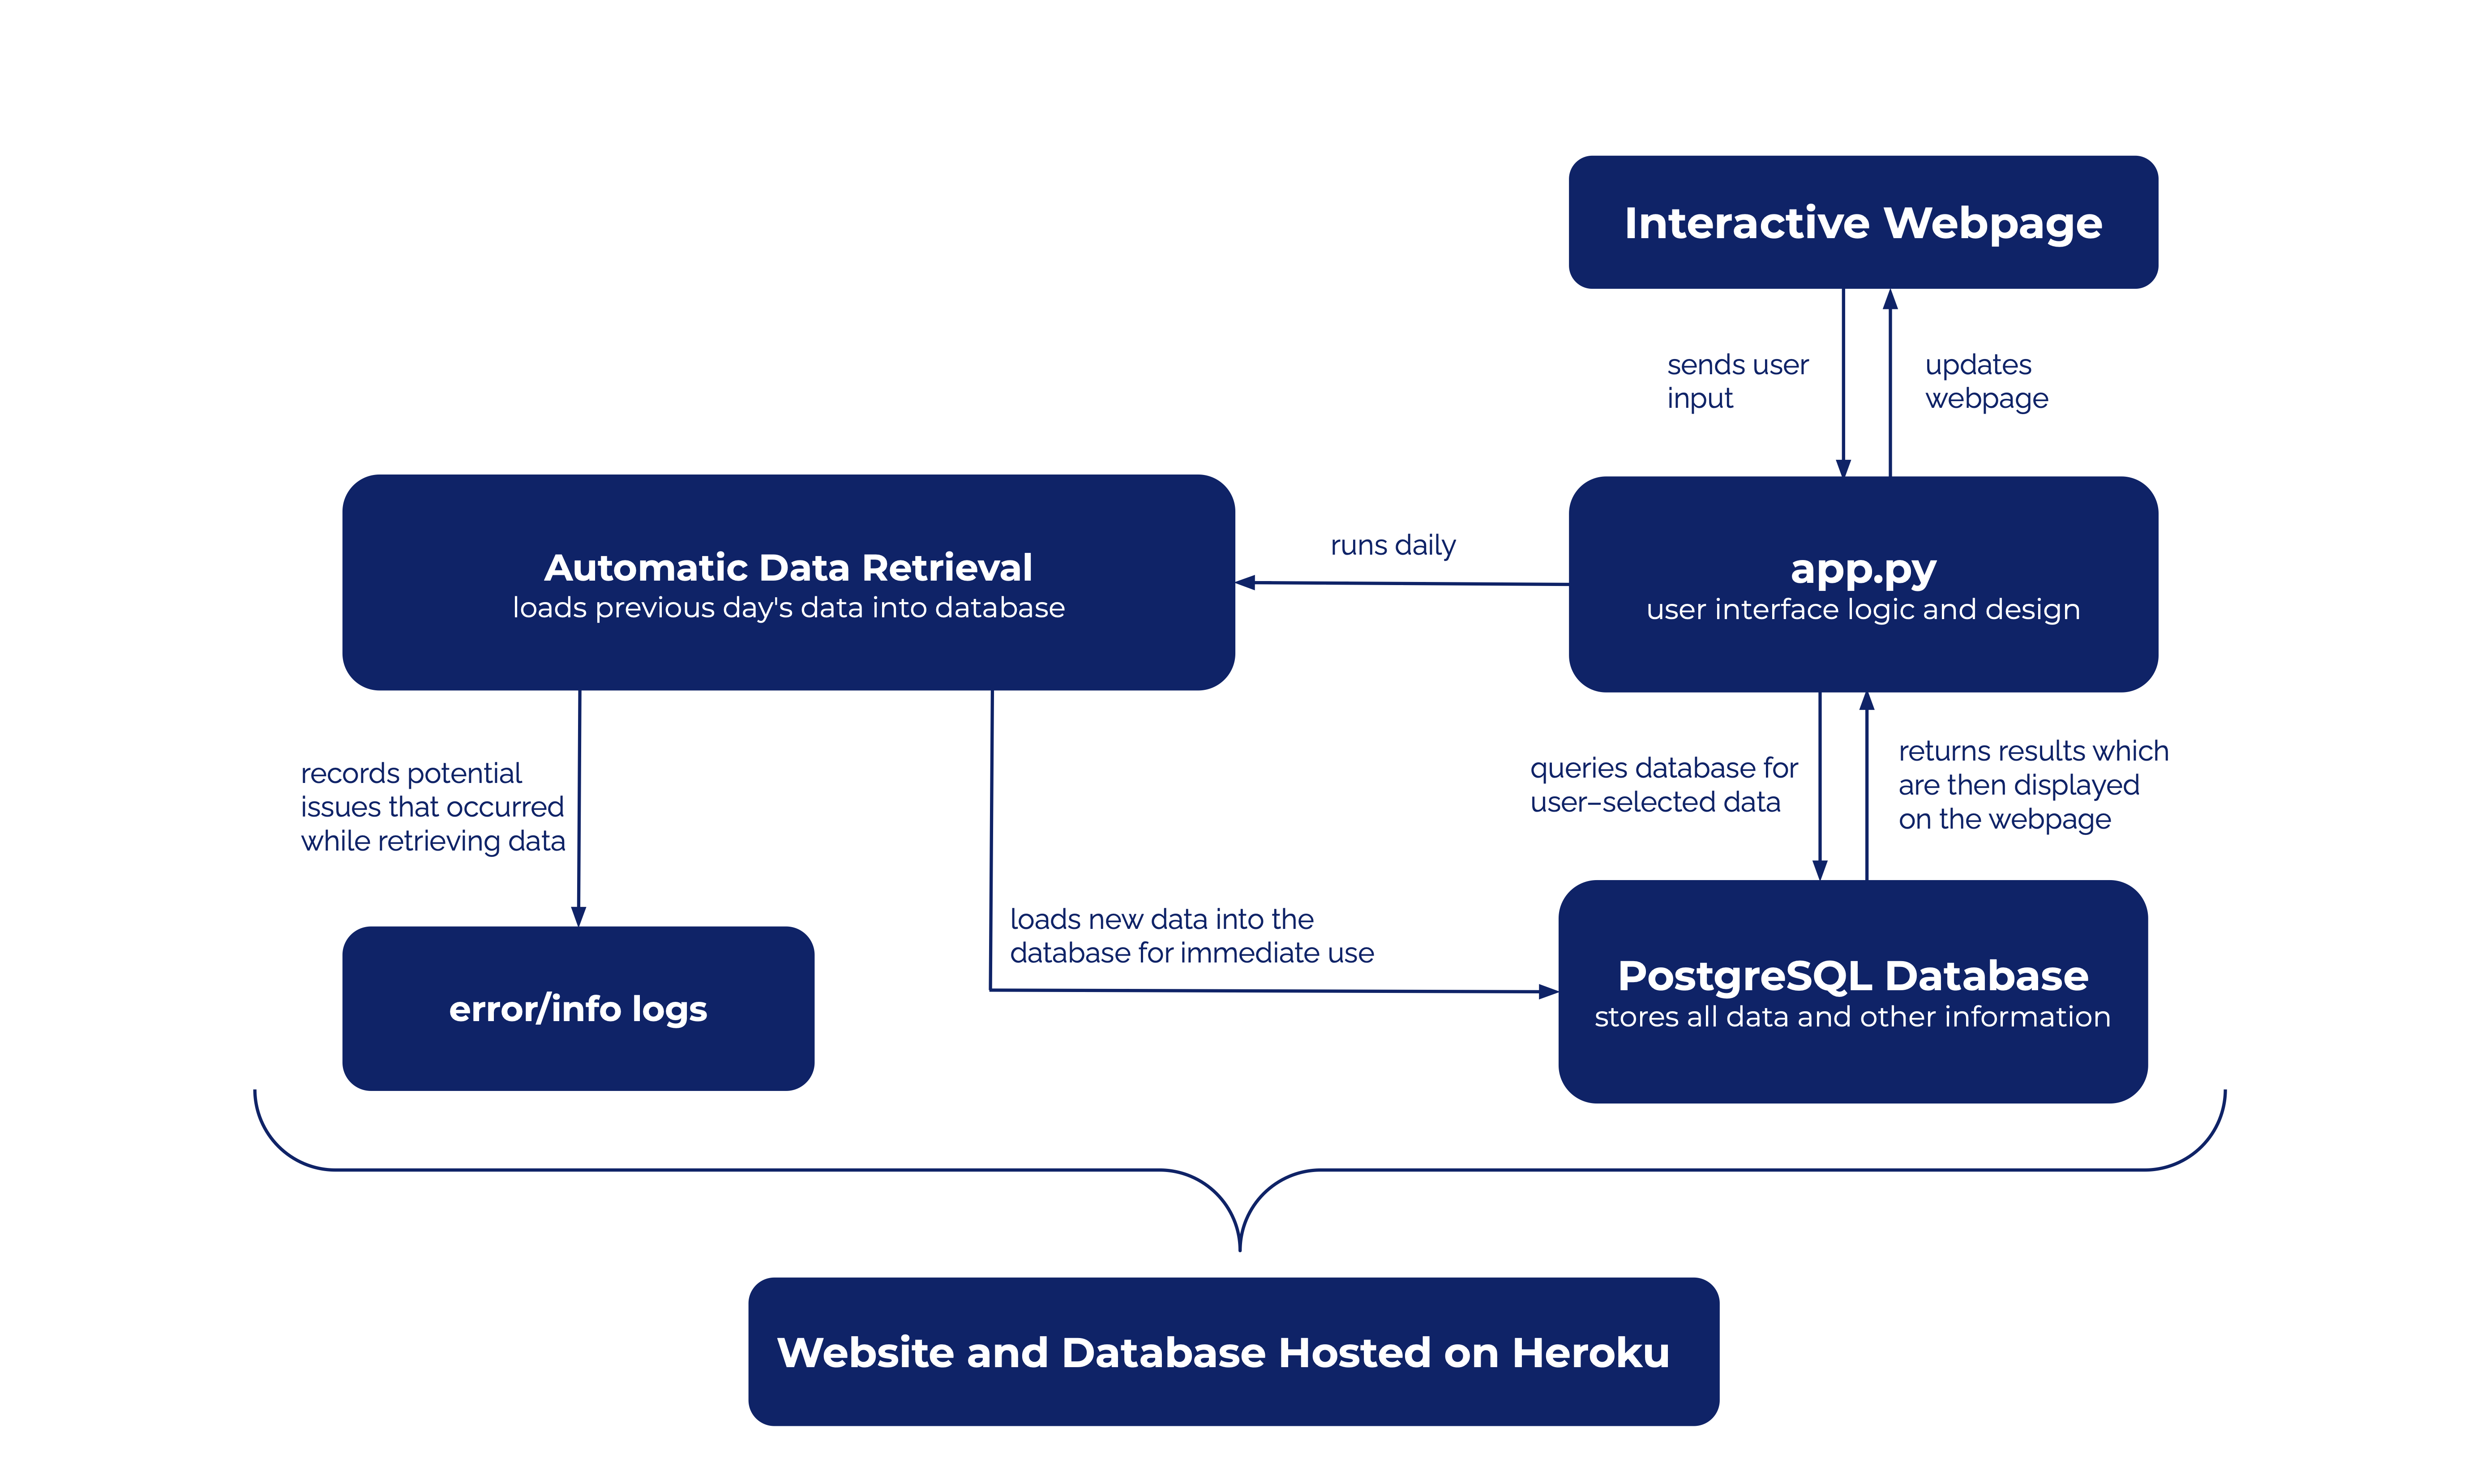 Interactive Webpage
sends user
input
updates
webpage
Automatic Data Retrieval
loads previous day's data into database
runs daily
app.py
user interface logic and design
records potential
issues that occurred
while retrieving data
queries database for
user–selected data
returns results which
are then displayed
on the webpage
loads new data into the
database for immediate use
error/info logs
PostgreSQL Database
stores all data and other information
Website and Database Hosted on Heroku